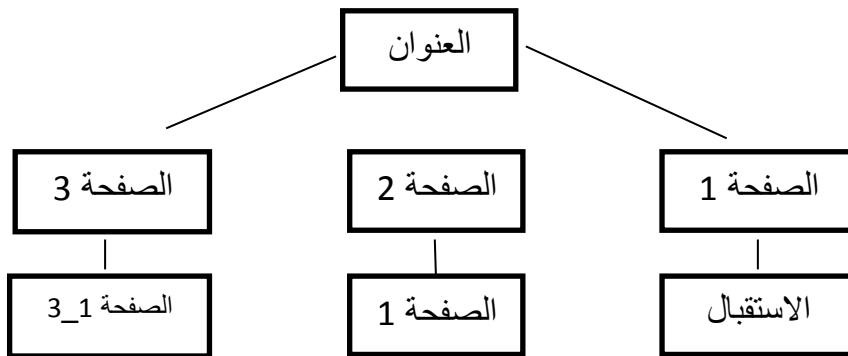 العنوان
الصفحة 1
الصفحة 2
الصفحة 3
الاستقبال
الصفحة 1
الصفحة 1_3